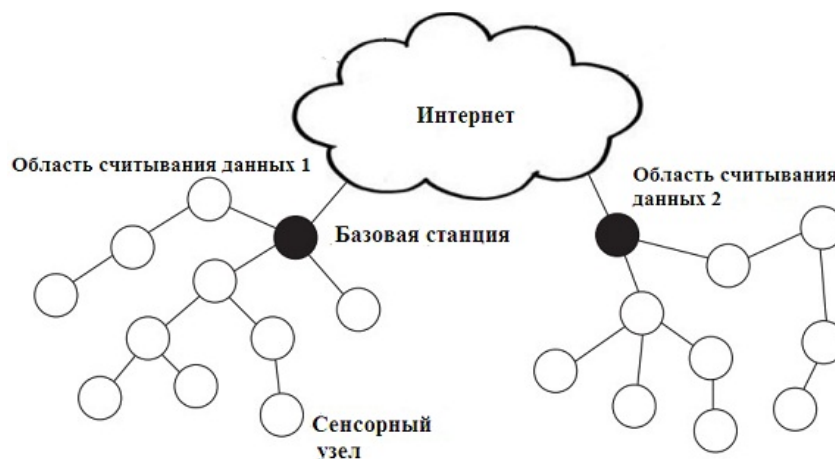 Интернет
Область считывания данных 1
Область считывания
данных 2
Базовая станция
Сенсорный
узел